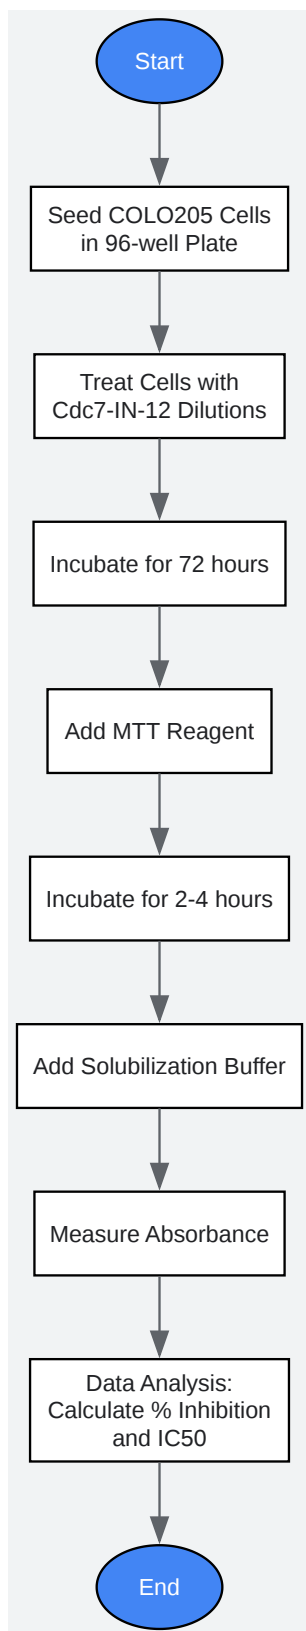 Start
Seed COLO205 Cells
in 96-well Plate
Treat Cells with
Cdc7-IN-12 Dilutions
Incubate for 72 hours
Add MTT Reagent
Incubate for 2-4 hours
Add Solubilization Buffer
Measure Absorbance
Data Analysis:
Calculate % Inhibition
and IC50
End